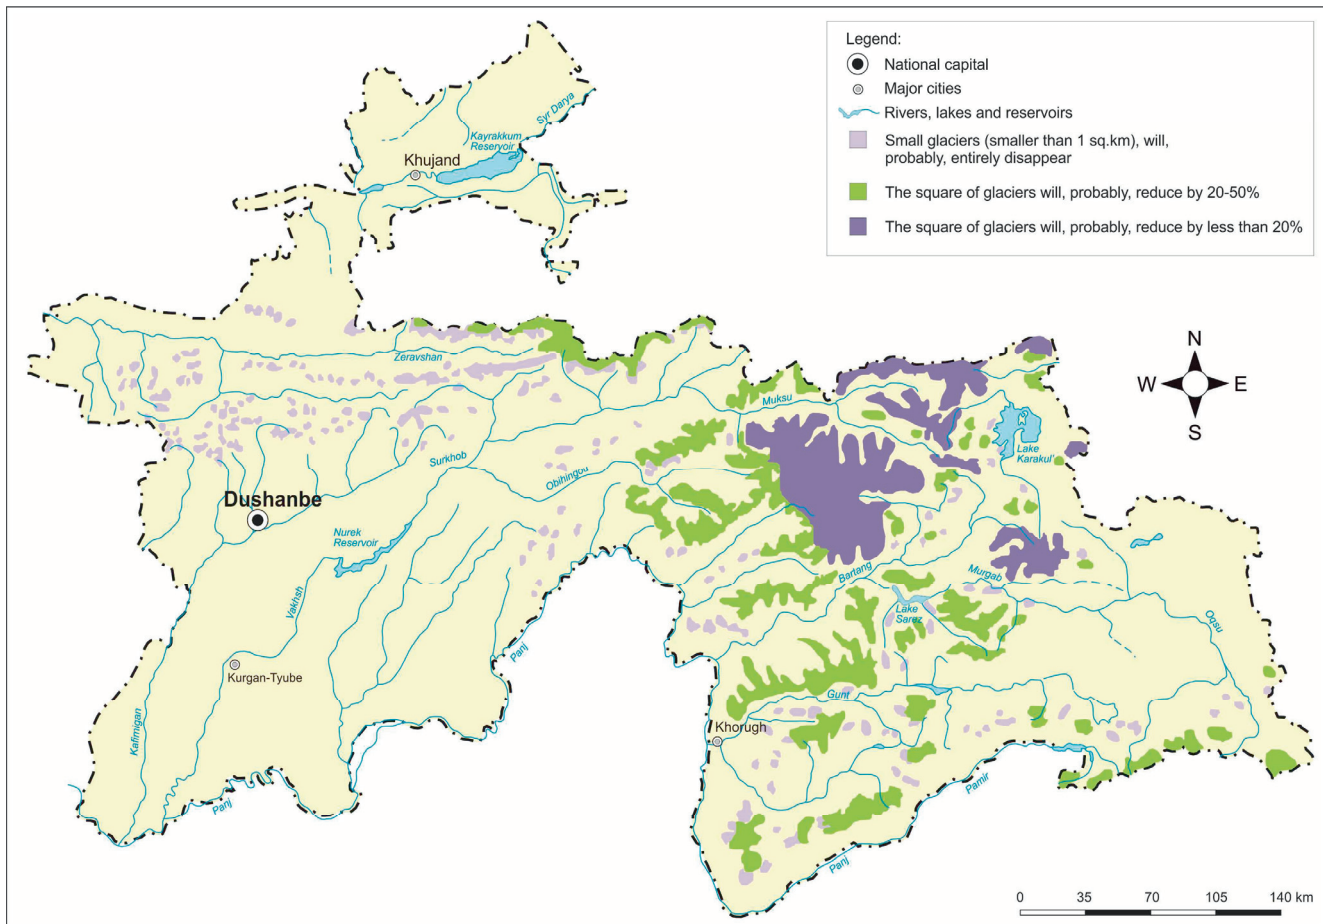 Legend:
National capital
Major cities
Rivers, lakes and reservoirs
Small glaciers (smaller than 1 sq.km), will,
probably, entirely disappear
The square of glaciers will, probably, reduce by 20-50%
The square of glaciers will, probably, reduce by less than 20%
Syr Darya
Kayrakkum
Reservoir
Khujand
Zeravshan
Muksu
Lake
Karakul'
Surkhob
Obihingou
Dushanbe
Nurek
Reservoir
Vakhsh
Bartang
Murgab
Lake
Sarez
Oqsu
Panj
Kurgan-Tyube
Kafirnigan
Gunt
Khorugh
Pamir
Panj
Panj
N
W
E
S
0 35 70 105 140 km